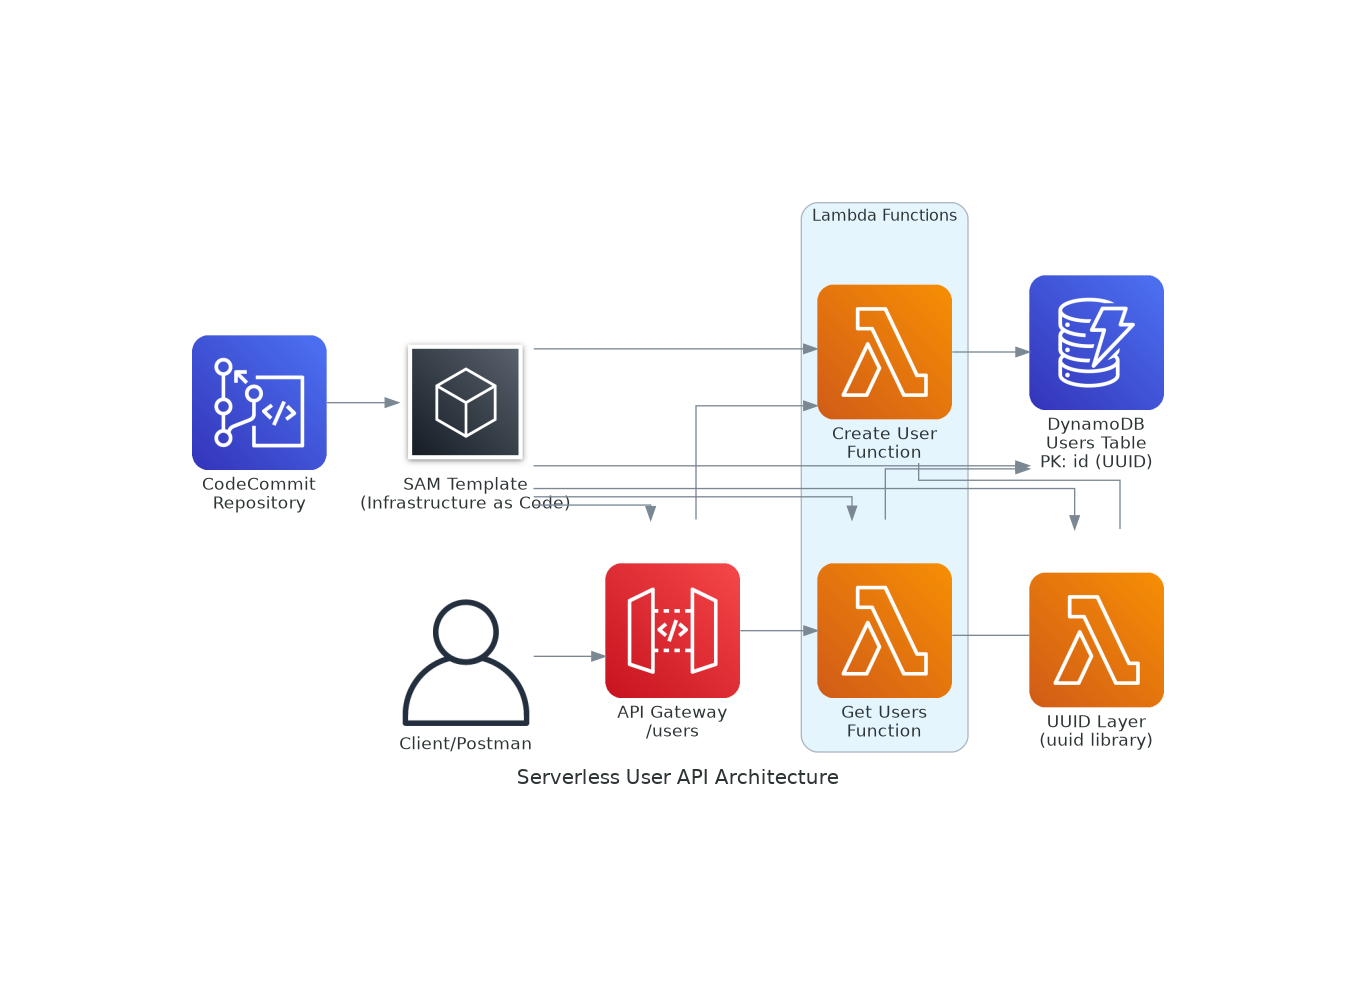 Lambda Functions
Create User
Function
DynamoDB
Users Table
PK: id (UUID)
CodeCommit
Repository
SAM Template
(Infrastructure as Code)
Client/Postman
API Gateway
/users
Get Users
Function
UUID Layer
(uuid library)
Serverless User API Architecture